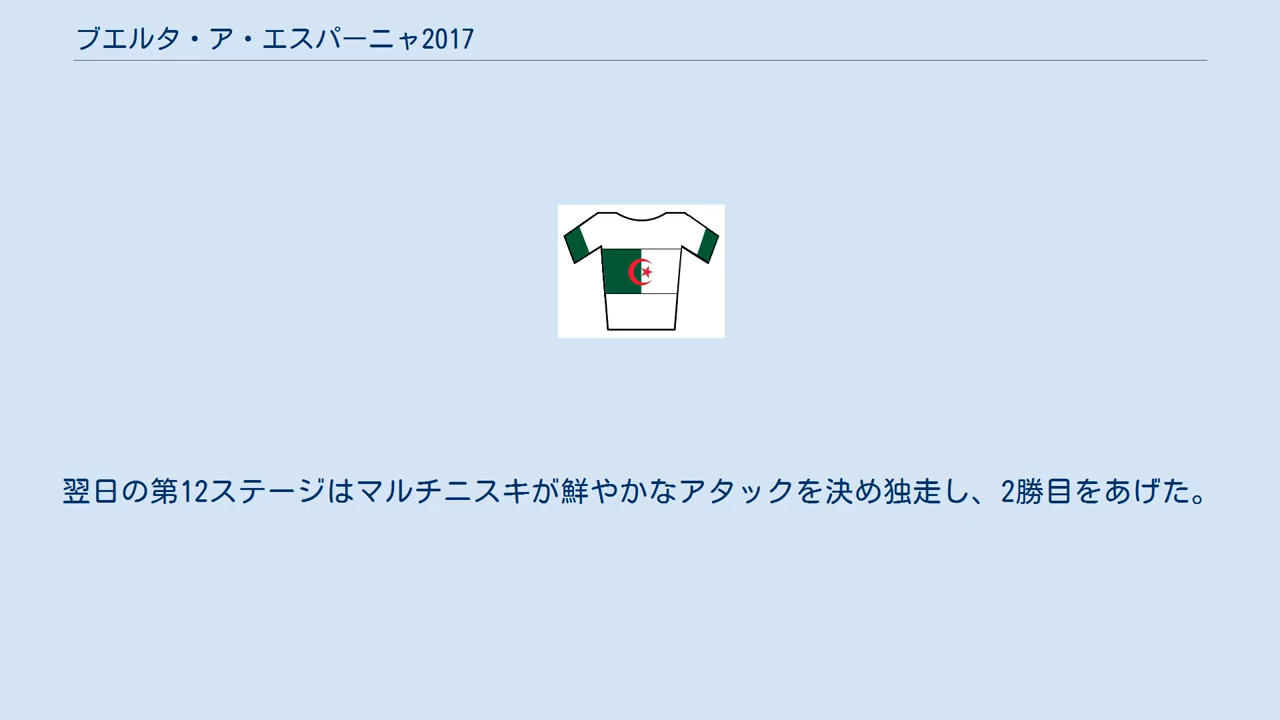 ブエルタ・ア・エスパーニャ2017
翌日の第12ステージはマルチニスキが鮮やかなアタックを決め独走し、2勝目をあげた。